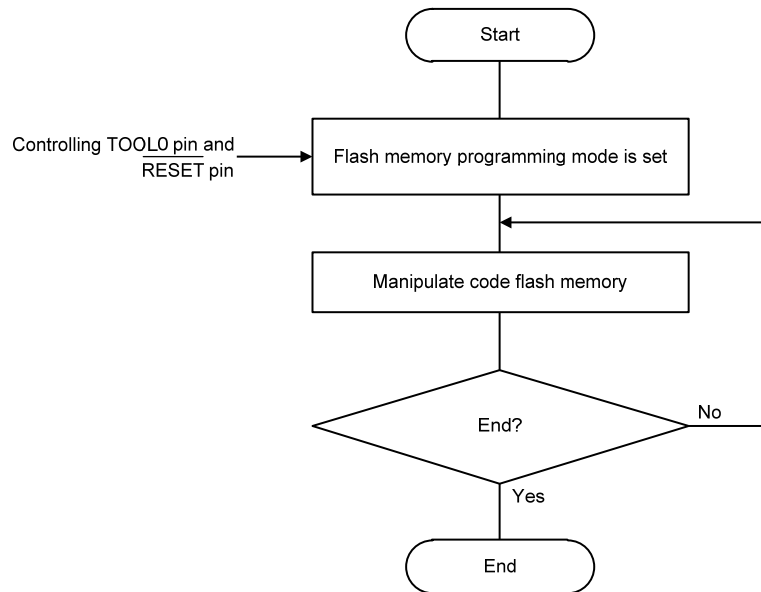 Start
Controlling TOOL0 pin and
RESET pin
Flash memory programming mode is set
Manipulate code flash memory
End?
No
Yes
End